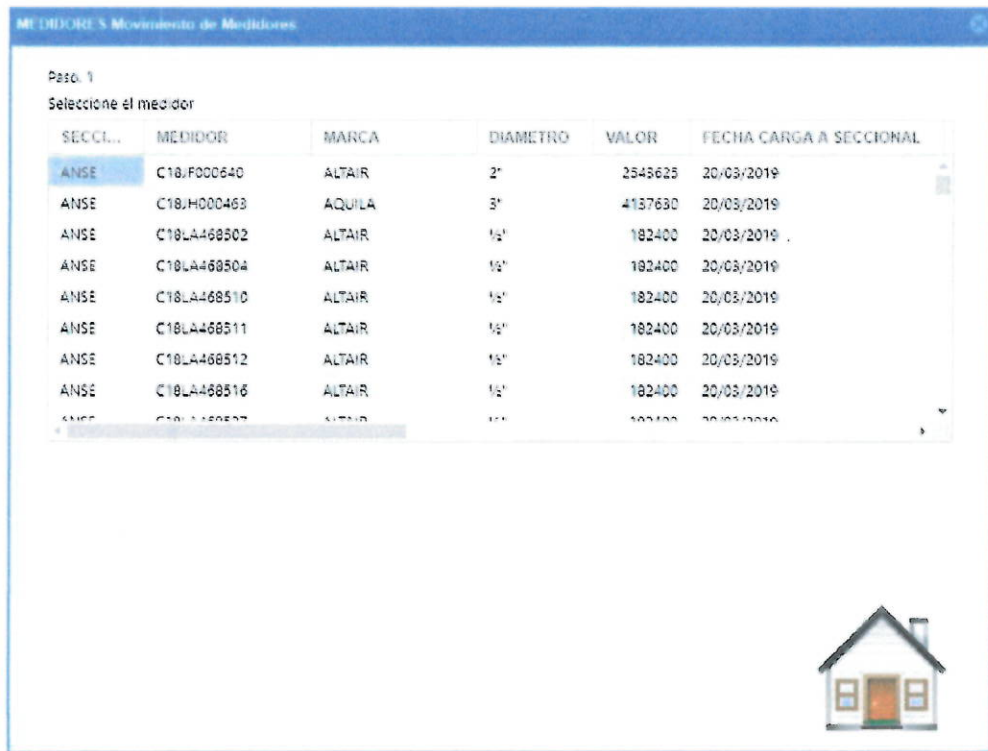 MEDIDORES Movimiento de Medidores
Paso. 1
Seleccione el medidor
SECCI... MEDIDOR MARCA DIAMETRO VALOR FECHA CARGA A SECCIONAL
ANSE C18JF000640 ALTAIR 2" 2543625 20/03/2019
ANSE C18JH000463 AQUILA 3" 4137630 20/03/2019
ANSE C18LA468502 ALTAIR ½" 182400 20/03/2019
ANSE C18LA468504 ALTAIR ½" 182400 20/03/2019
ANSE C18LA468510 ALTAIR ½" 182400 20/03/2019
ANSE C18LA468511 ALTAIR ½" 182400 20/03/2019
ANSE C18LA468512 ALTAIR ½" 182400 20/03/2019
ANSE C18LA468516 ALTAIR ½" 182400 20/03/2019